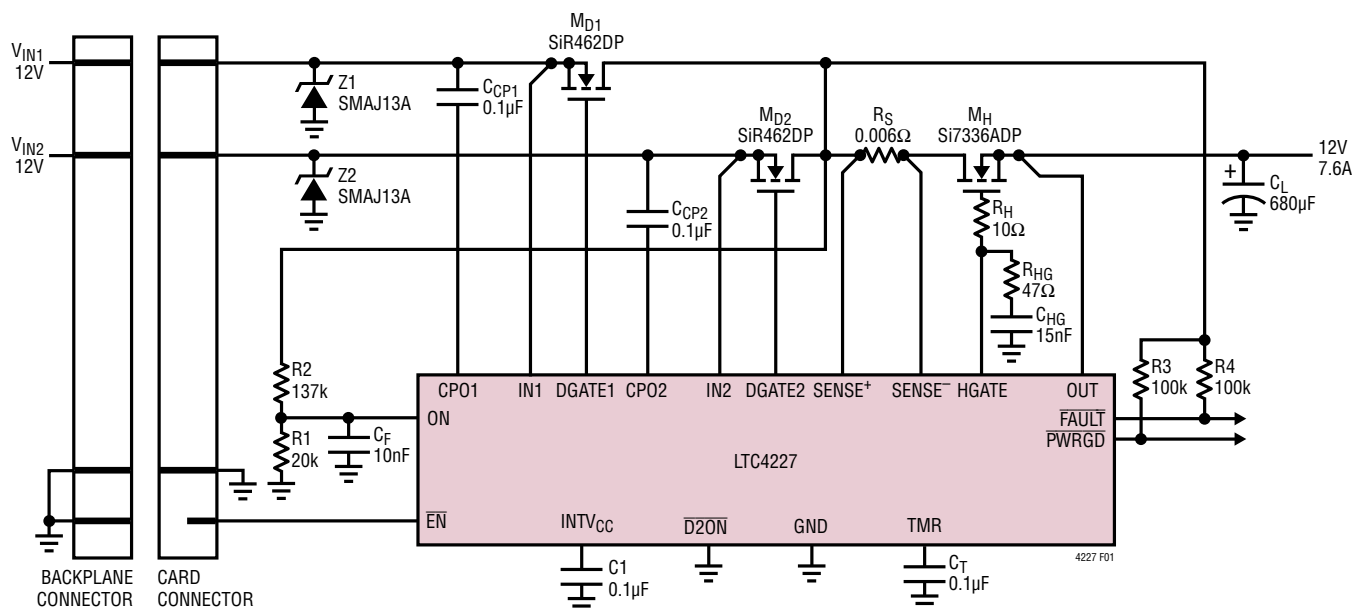 M_D1
SiR462DP
V_IN1
12V
Z1
SMAJ13A
C_CP1
0.1µF
M_D2
SiR462DP
R_S
0.006Ω
M_H
Si7336ADP
V_IN2
12V
12V
7.6A
Z2
SMAJ13A
C_CP2
0.1µF
+
C_L
680µF
R_H
10Ω
R_HG
47Ω
C_HG
15nF
R2
137k
R3
100k
R4
100k
CPO1 IN1 DGATE1 CPO2 IN2 DGATE2 SENSE⁺ SENSE⁻ HGATE OUT
ON
FAULT
PWRGD
R1
20k
C_F
10nF
LTC4227
EN
INTV_CC
D2ON
GND
TMR
4227 F01
C1
0.1µF
C_T
0.1µF
BACKPLANE
CONNECTOR
CARD
CONNECTOR